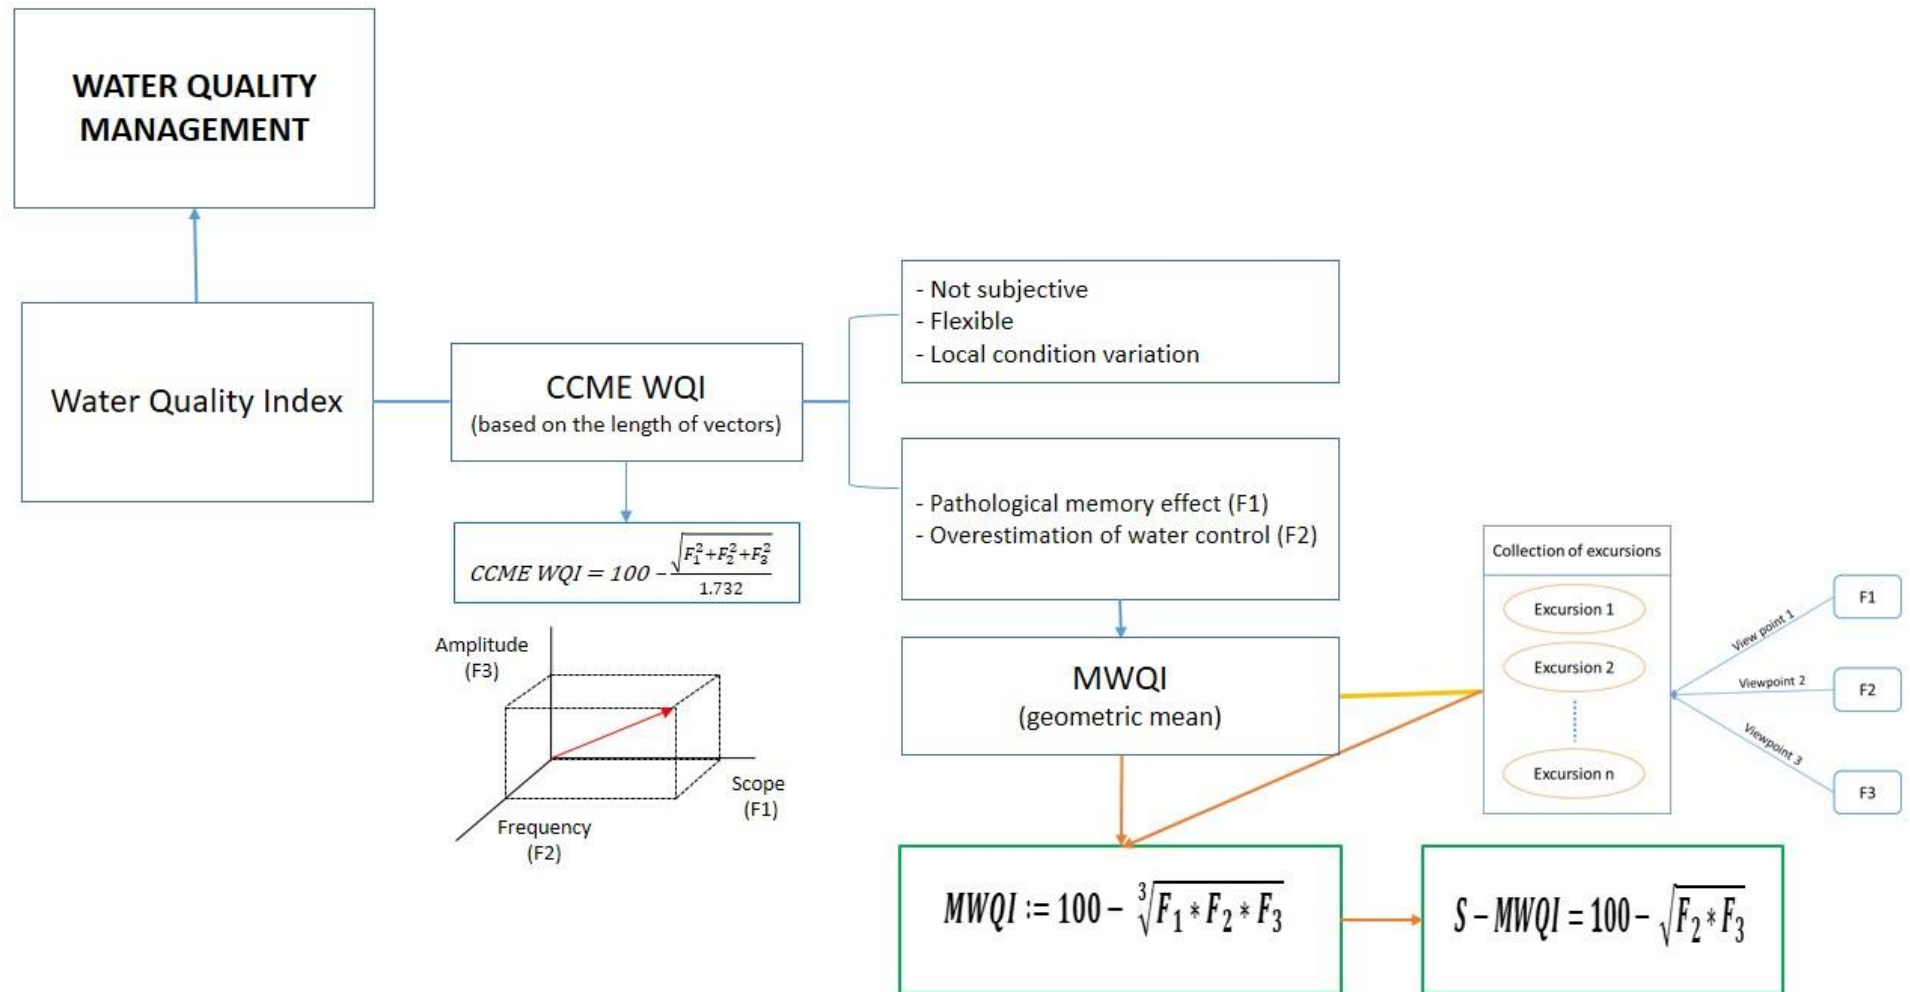 WATER QUALITY
MANAGEMENT
Water Quality Index
CCME WQI
(based on the length of vectors)
- Not subjective
- Flexible
- Local condition variation
- Pathological memory effect (F1)
- Overestimation of water control (F2)
CCME WQI = 100 − √(F₁²+F₂²+F₃²) / 1.732
Amplitude
(F3)
Scope
(F1)
Frequency
(F2)
MWQI
(geometric mean)
Collection of excursions
Excursion 1
Excursion 2
Excursion n
View point 1
Viewpoint 2
Viewpoint 3
F1
F2
F3
MWQI := 100 − ∛(F₁ * F₂ * F₃)
S − MWQI = 100 − √(F₂ * F₃)